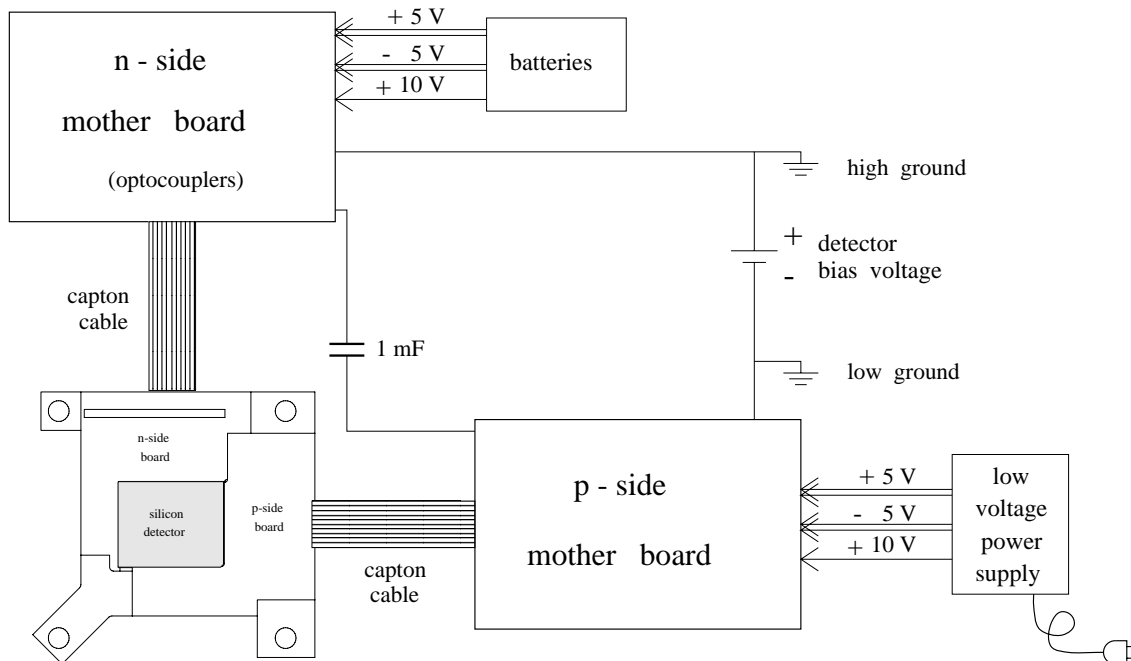 n - side
mother board
(optocouplers)
+ 5 V
- 5 V
+ 10 V
batteries
high ground
+
-
detector
bias voltage
low ground
capton
cable
1 mF
n-side
board
silicon
detector
p-side
board
capton
cable
p - side
mother board
+ 5 V
- 5 V
+ 10 V
low
voltage
power
supply